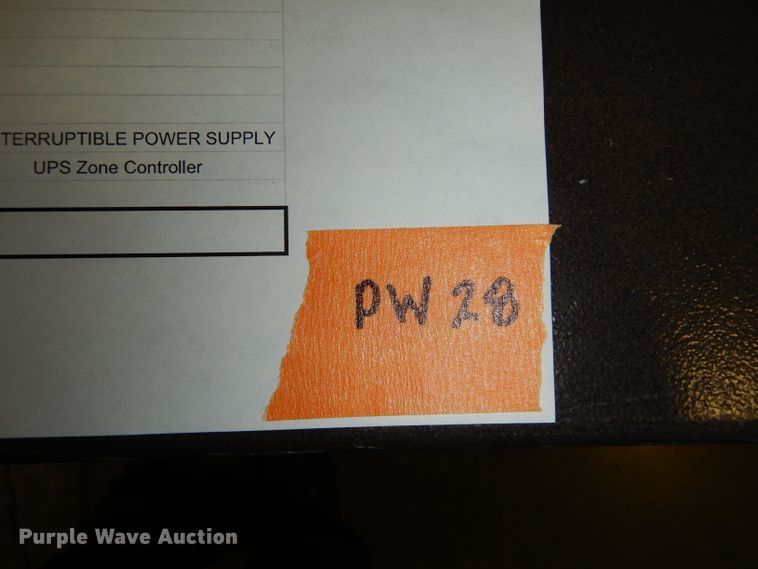 TERRUPTIBLE POWER SUPPLY
UPS Zone Controller
PW 28
Purple Wave Auction